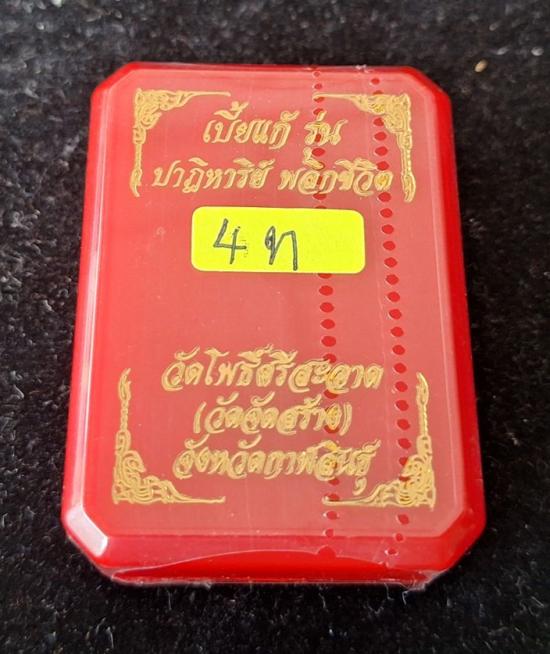 เบี้ยแก้ รุ่น
ปาฏิหาริย์ พลิกชีวิต
4 ท
วัดโพธิ์ศรีสะอาด
(วัดจัดสร้าง)
จังหวัดกาฬสินธุ์